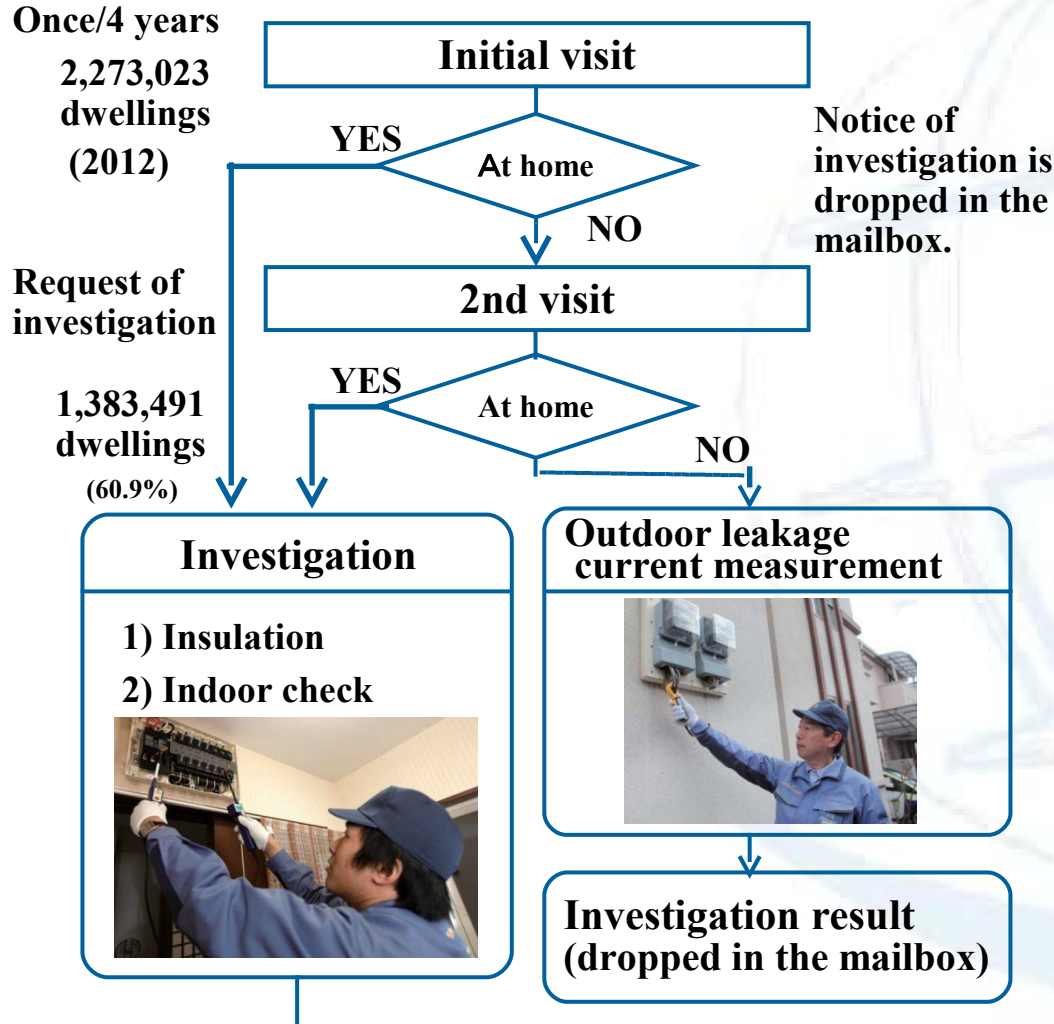 Once/4 years
2,273,023
dwellings
(2012)
Initial visit
YES
At home
NO
Notice of
investigation is
dropped in the
mailbox.
Request of
investigation
2nd visit
1,383,491
dwellings
(60.9%)
YES
At home
NO
Investigation
1) Insulation
2) Indoor check
Outdoor leakage
current measurement
Investigation result
(dropped in the mailbox)